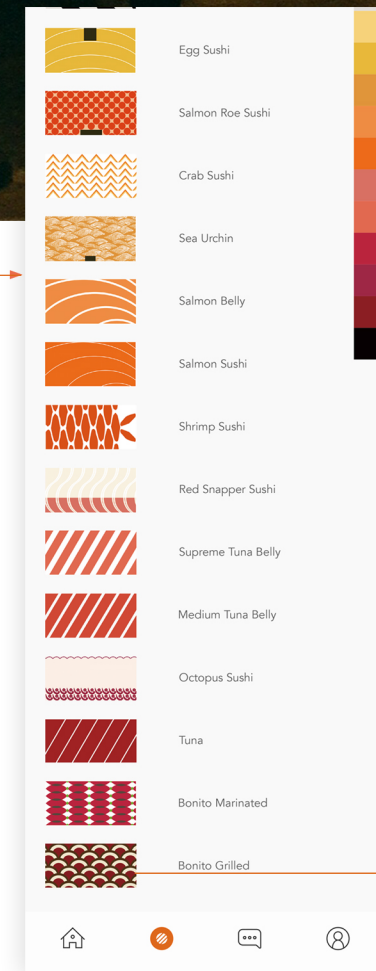 Egg Sushi
Salmon Roe Sushi
Crab Sushi
Sea Urchin
Salmon Belly
Salmon Sushi
Shrimp Sushi
Red Snapper Sushi
Supreme Tuna Belly
Medium Tuna Belly
Octopus Sushi
Tuna
Bonito Marinated
Bonito Grilled